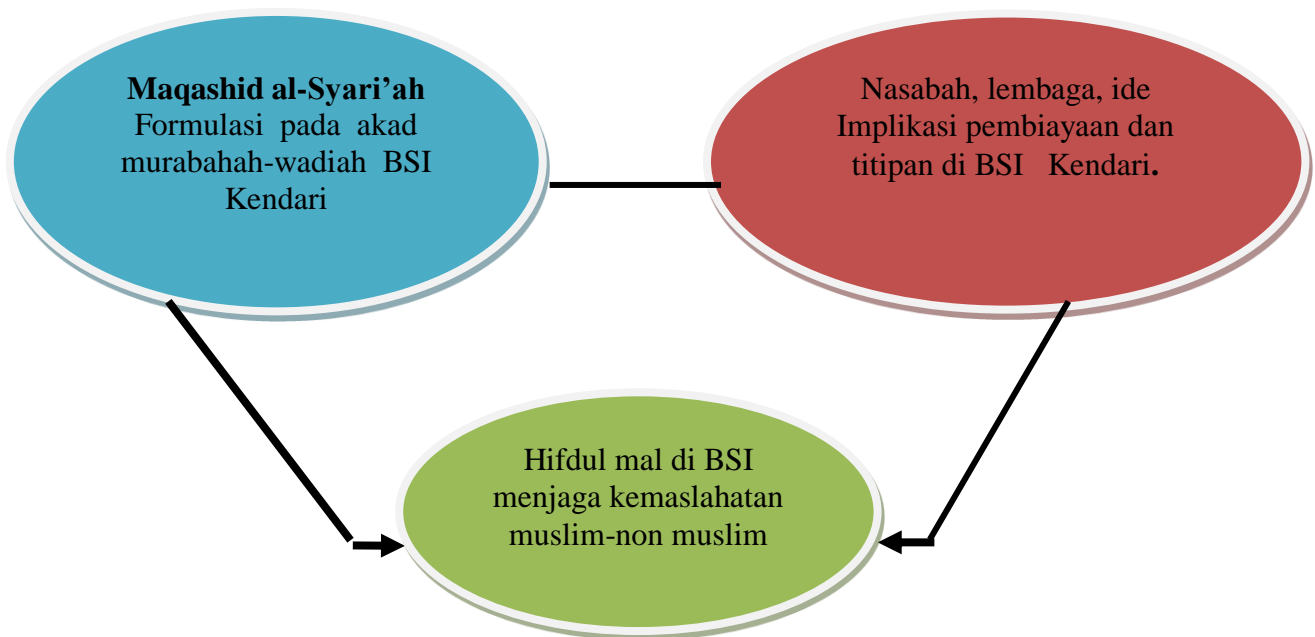 Maqashid al-Syari’ah
Formulasi pada akad
murabahah-wadiah BSI
Kendari
Nasabah, lembaga, ide
Implikasi pembiayaan dan
titipan di BSI Kendari.
Hifdul mal di BSI
menjaga kemaslahatan
muslim-non muslim